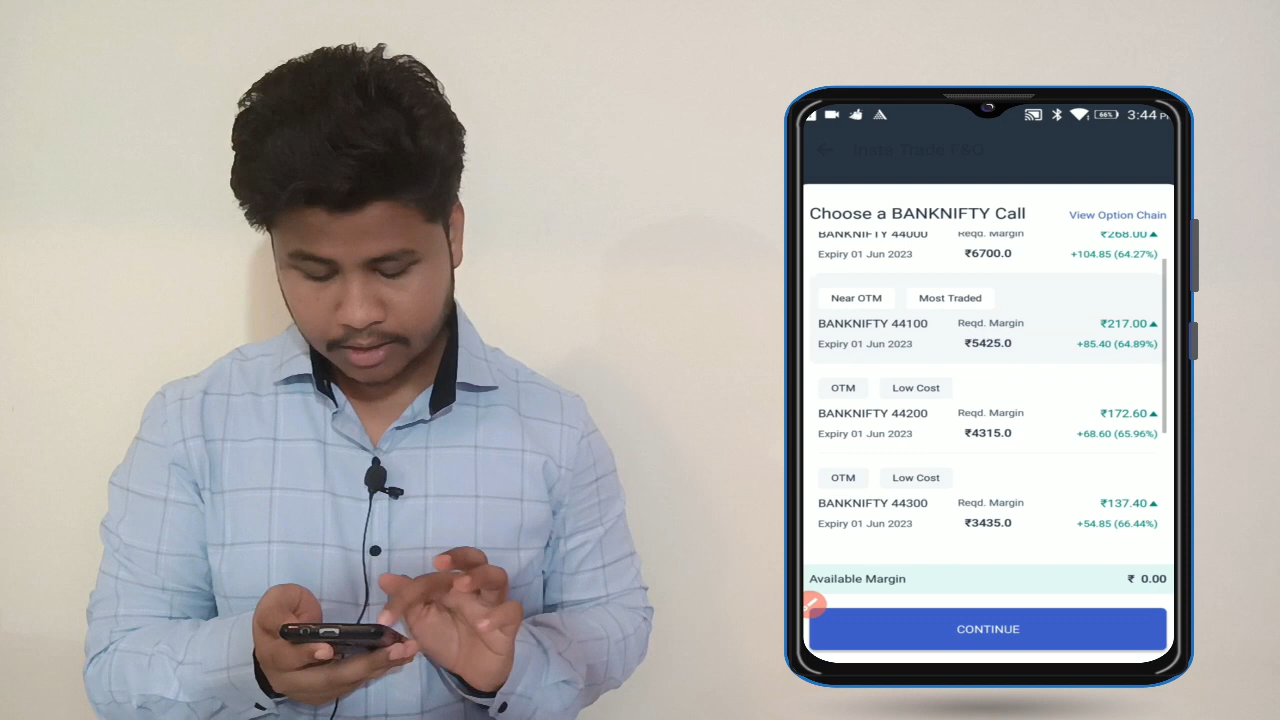 66%
3:44 P
Insta Trade F&O
Choose a BANKNIFTY Call
View Option Chain
BANKNIFTY 44000 Reqd. Margin ₹268.00▲
Expiry 01 Jun 2023 ₹6700.0 +104.85 (64.27%)
Near OTM Most Traded
BANKNIFTY 44100 Reqd. Margin ₹217.00▲
Expiry 01 Jun 2023 ₹5425.0 +85.40 (64.89%)
OTM Low Cost
BANKNIFTY 44200 Reqd. Margin ₹172.60▲
Expiry 01 Jun 2023 ₹4315.0 +68.60 (65.96%)
OTM Low Cost
BANKNIFTY 44300 Reqd. Margin ₹137.40▲
Expiry 01 Jun 2023 ₹3435.0 +54.85 (66.44%)
Available Margin ₹ 0.00
CONTINUE